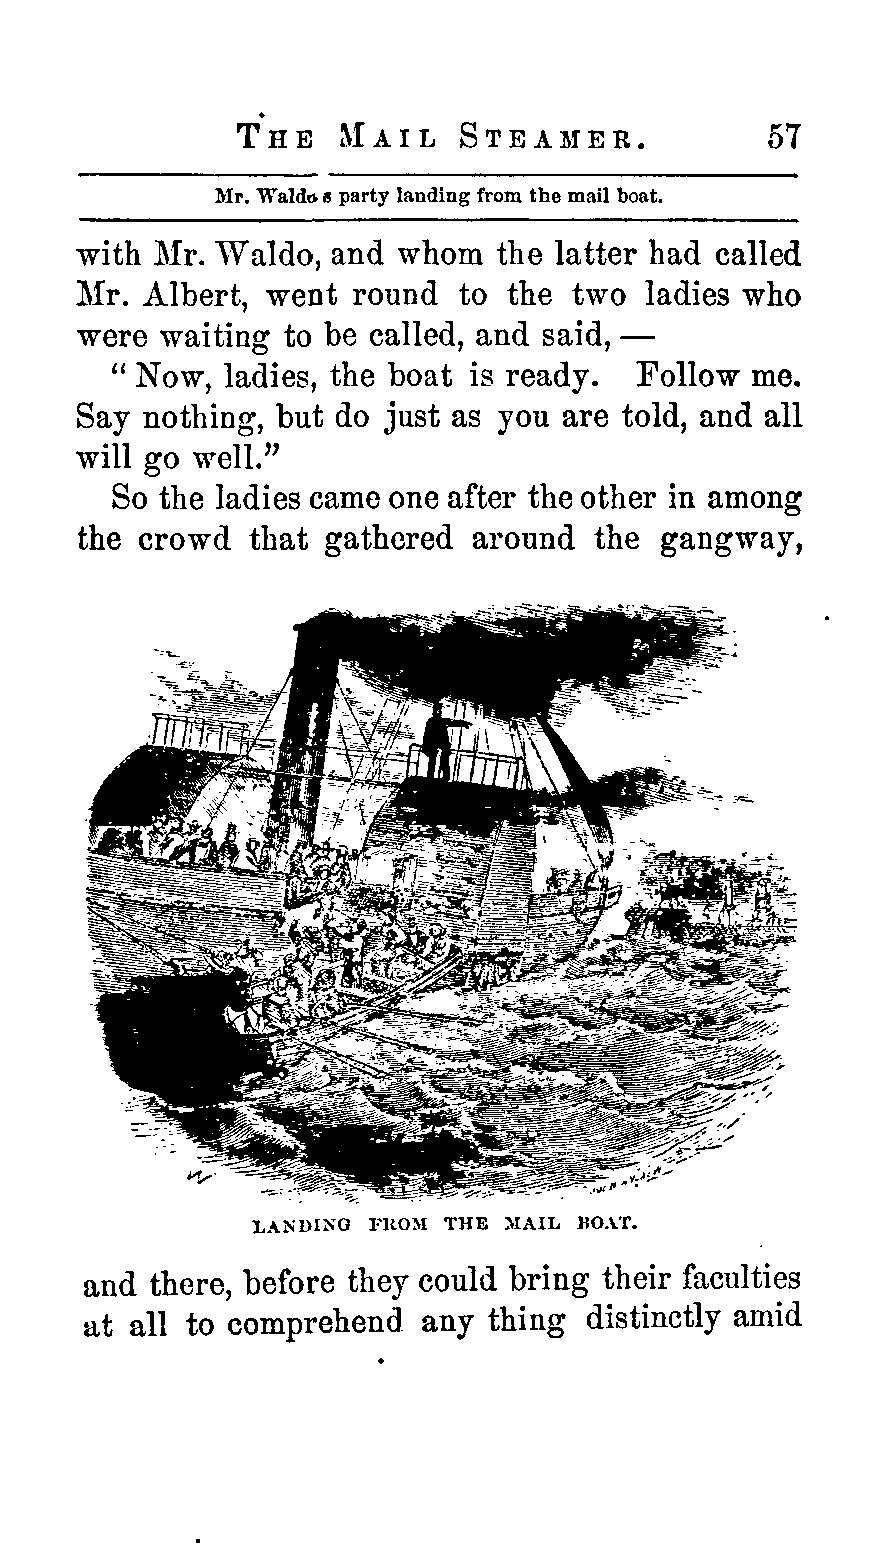 THE MAIL STEAMER. 57
Mr. Waldo s party landing from the mail boat.
with Mr. Waldo, and whom the latter had called
Mr. Albert, went round to the two ladies who
were waiting to be called, and said, —
“ Now, ladies, the boat is ready. Follow me.
Say nothing, but do just as you are told, and all
will go well.”
So the ladies came one after the other in among
the crowd that gathered around the gangway,
LANDING FROM THE MAIL BOAT.
and there, before they could bring their faculties
at all to comprehend any thing distinctly amid